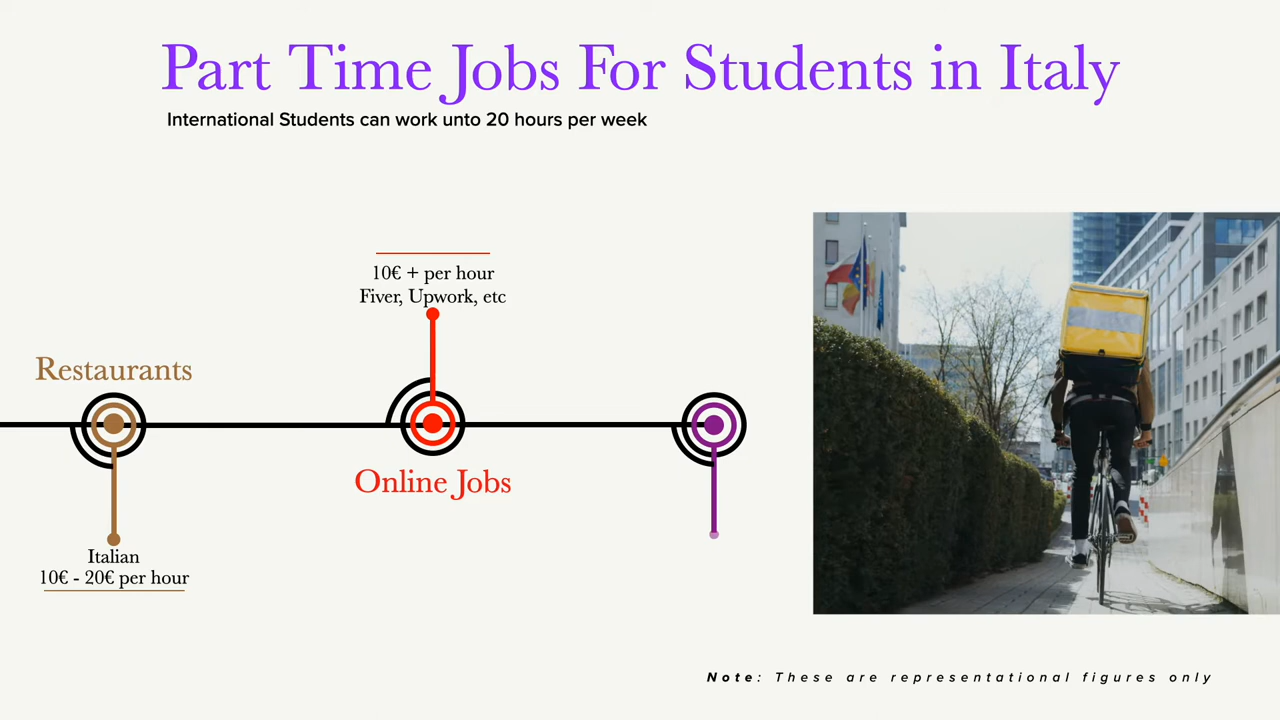 Part Time Jobs For Students in Italy
International Students can work unto 20 hours per week
Restaurants
Italian
10€ - 20€ per hour
10€ + per hour
Fiver, Upwork, etc
Online Jobs
Note: These are representational figures only